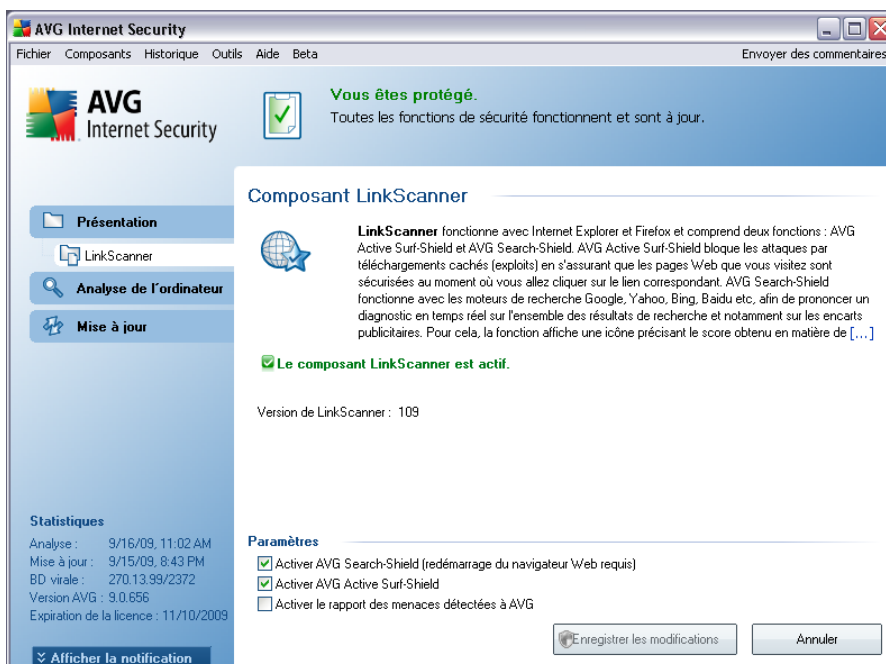 AVG Internet Security
Fichier Composants Historique Outils Aide Beta Envoyer des commentaires
AVG
Internet Security
Vous êtes protégé.
Toutes les fonctions de sécurité fonctionnent et sont à jour.
Présentation
LinkScanner
Analyse de l'ordinateur
Mise à jour
Composant LinkScanner
LinkScanner fonctionne avec Internet Explorer et Firefox et comprend deux fonctions : AVG
Active Surf-Shield et AVG Search-Shield. AVG Active Surf-Shield bloque les attaques par
téléchargements cachés (exploits) en s'assurant que les pages Web que vous visitez sont
sécurisées au moment où vous allez cliquer sur le lien correspondant. AVG Search-Shield
fonctionne avec les moteurs de recherche Google, Yahoo, Bing, Baidu etc, afin de prononcer un
diagnostic en temps réel sur l'ensemble des résultats de recherche et notamment sur les encarts
publicitaires. Pour cela, la fonction affiche une icône précisant le score obtenu en matière de [...]
Le composant LinkScanner est actif.
Version de LinkScanner : 109
Statistiques
Analyse : 9/16/09, 11:02 AM
Mise à jour : 9/15/09, 8:43 PM
BD virale : 270.13.99/2372
Version AVG : 9.0.656
Expiration de la licence : 11/10/2009
Afficher la notification
Paramètres
Activer AVG Search-Shield (redémarrage du navigateur Web requis)
Activer AVG Active Surf-Shield
Activer le rapport des menaces détectées à AVG
Enregistrer les modifications
Annuler